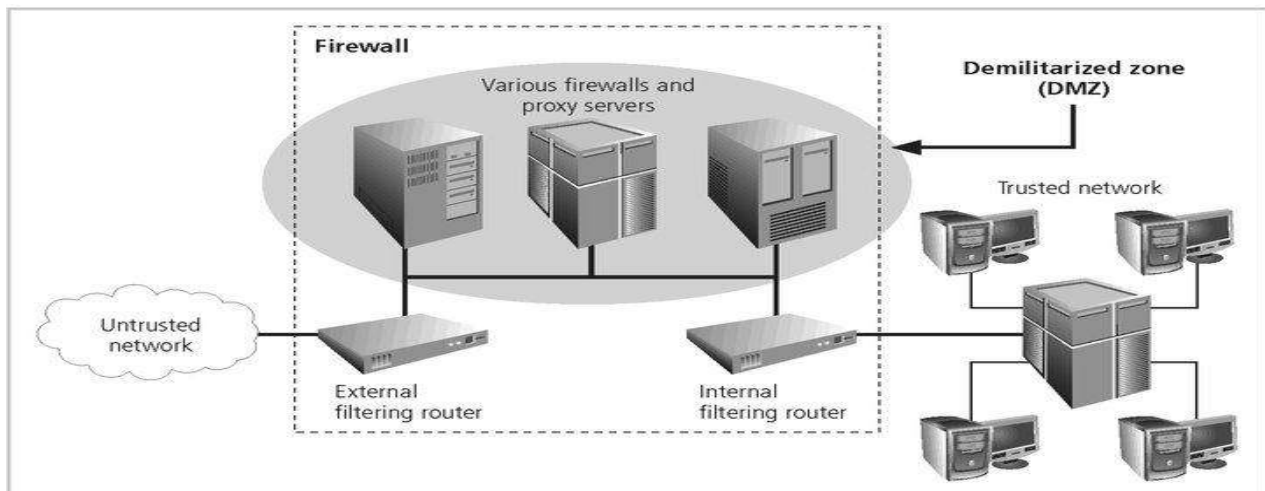 Firewall
Various firewalls and
proxy servers
Demilitarized zone
(DMZ)
Trusted network
Untrusted
network
External
filtering router
Internal
filtering router